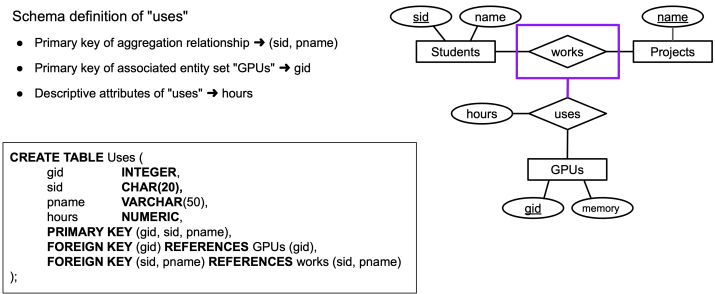 Schema definition of "uses"
● Primary key of aggregation relationship ➔ (sid, pname)
● Primary key of associated entity set "GPUs" ➔ gid
● Descriptive attributes of "uses" ➔ hours
CREATE TABLE Uses (
gid INTEGER,
sid CHAR(20),
pname VARCHAR(50),
hours NUMERIC,
PRIMARY KEY (gid, sid, pname),
FOREIGN KEY (gid) REFERENCES GPUs (gid),
FOREIGN KEY (sid, pname) REFERENCES works (sid, pname)
);
sid name name
Students works Projects
hours uses
GPUs
gid memory